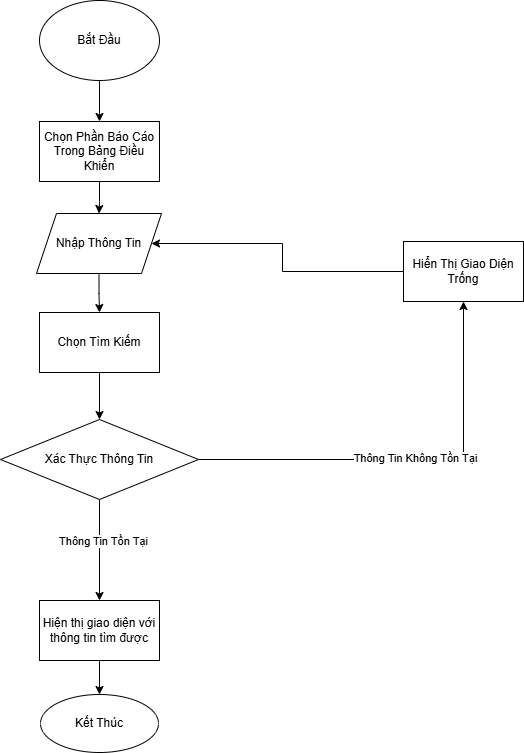 Bắt Đầu
Chọn Phần Báo Cáo
Trong Bảng Điều
Khiển
Nhập Thông Tin
Hiển Thị Giao Diện
Trống
Chọn Tìm Kiếm
Xác Thực Thông Tin
Thông Tin Không Tồn Tại
Thông Tin Tồn Tại
Hiện thị giao diện với
thông tin tìm được
Kết Thúc